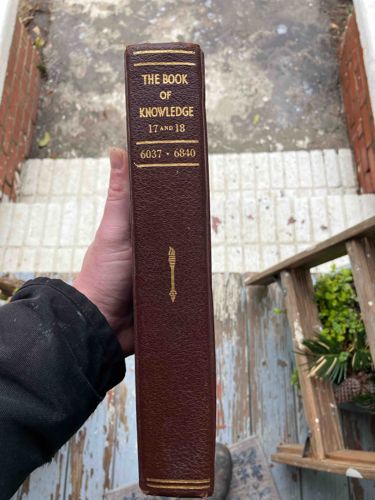 THE BOOK
OF
KNOWLEDGE
17 AND 18
6037 • 6840